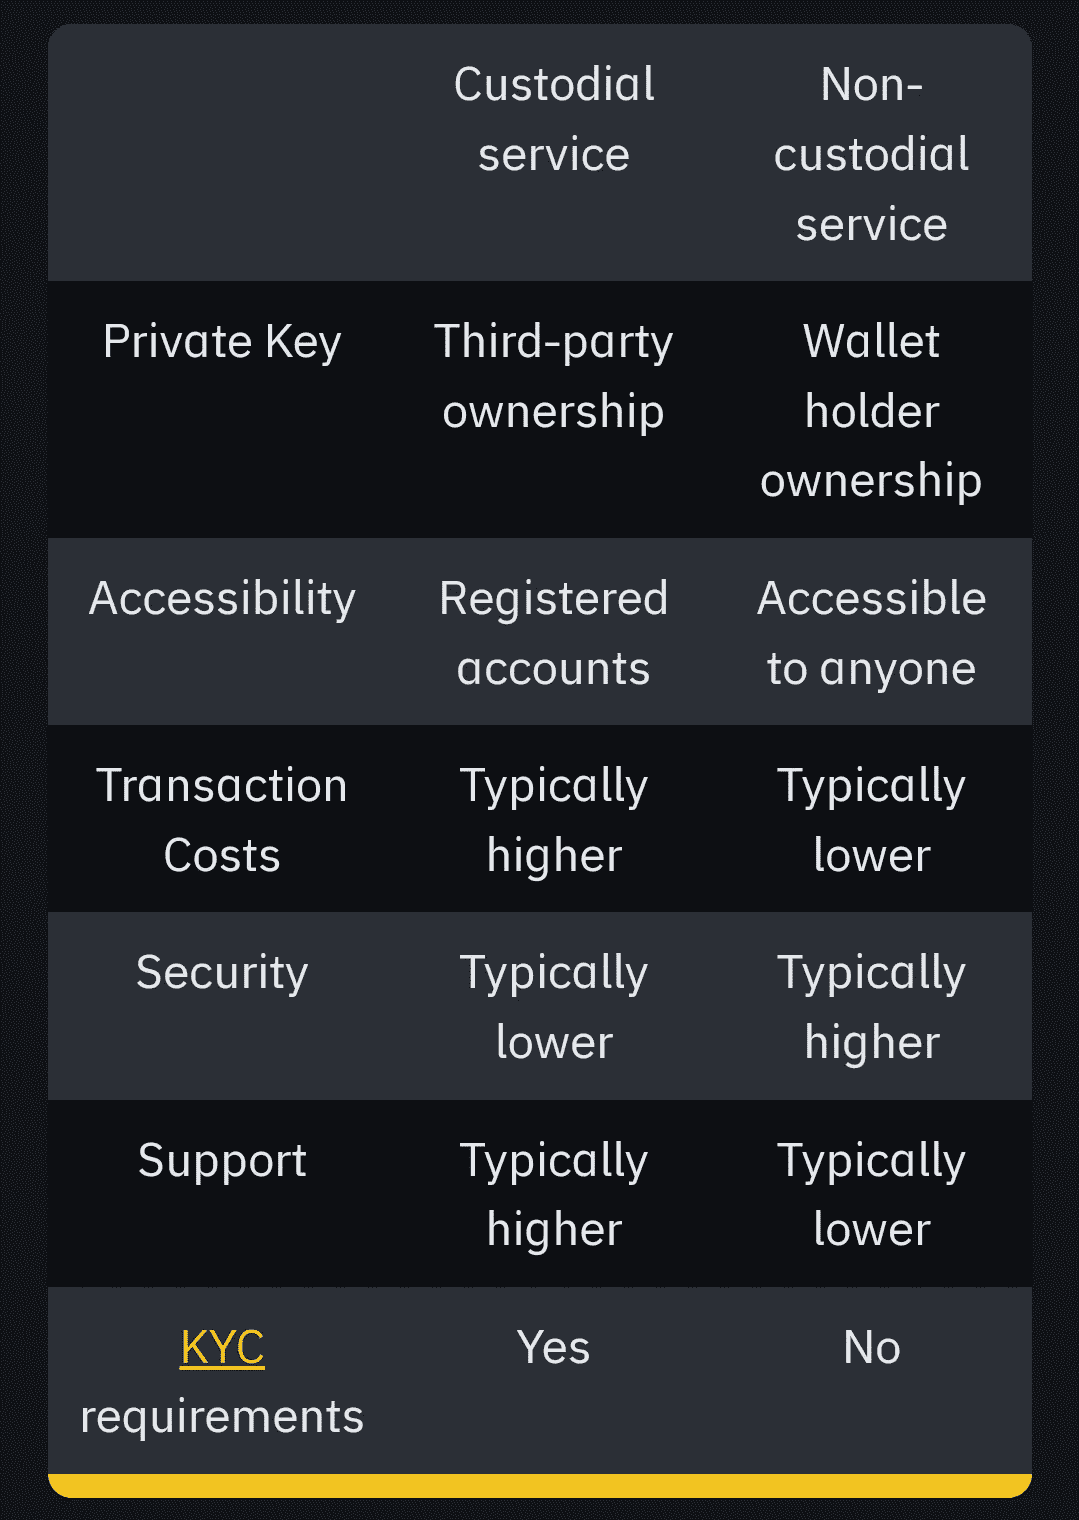 Custodial service
Non-custodial service
Private Key
Third-party ownership
Wallet holder ownership
Accessibility
Registered accounts
Accessible to anyone
Transaction Costs
Typically higher
Typically lower
Security
Typically lower
Typically higher
Support
Typically higher
Typically lower
KYC requirements
Yes
No